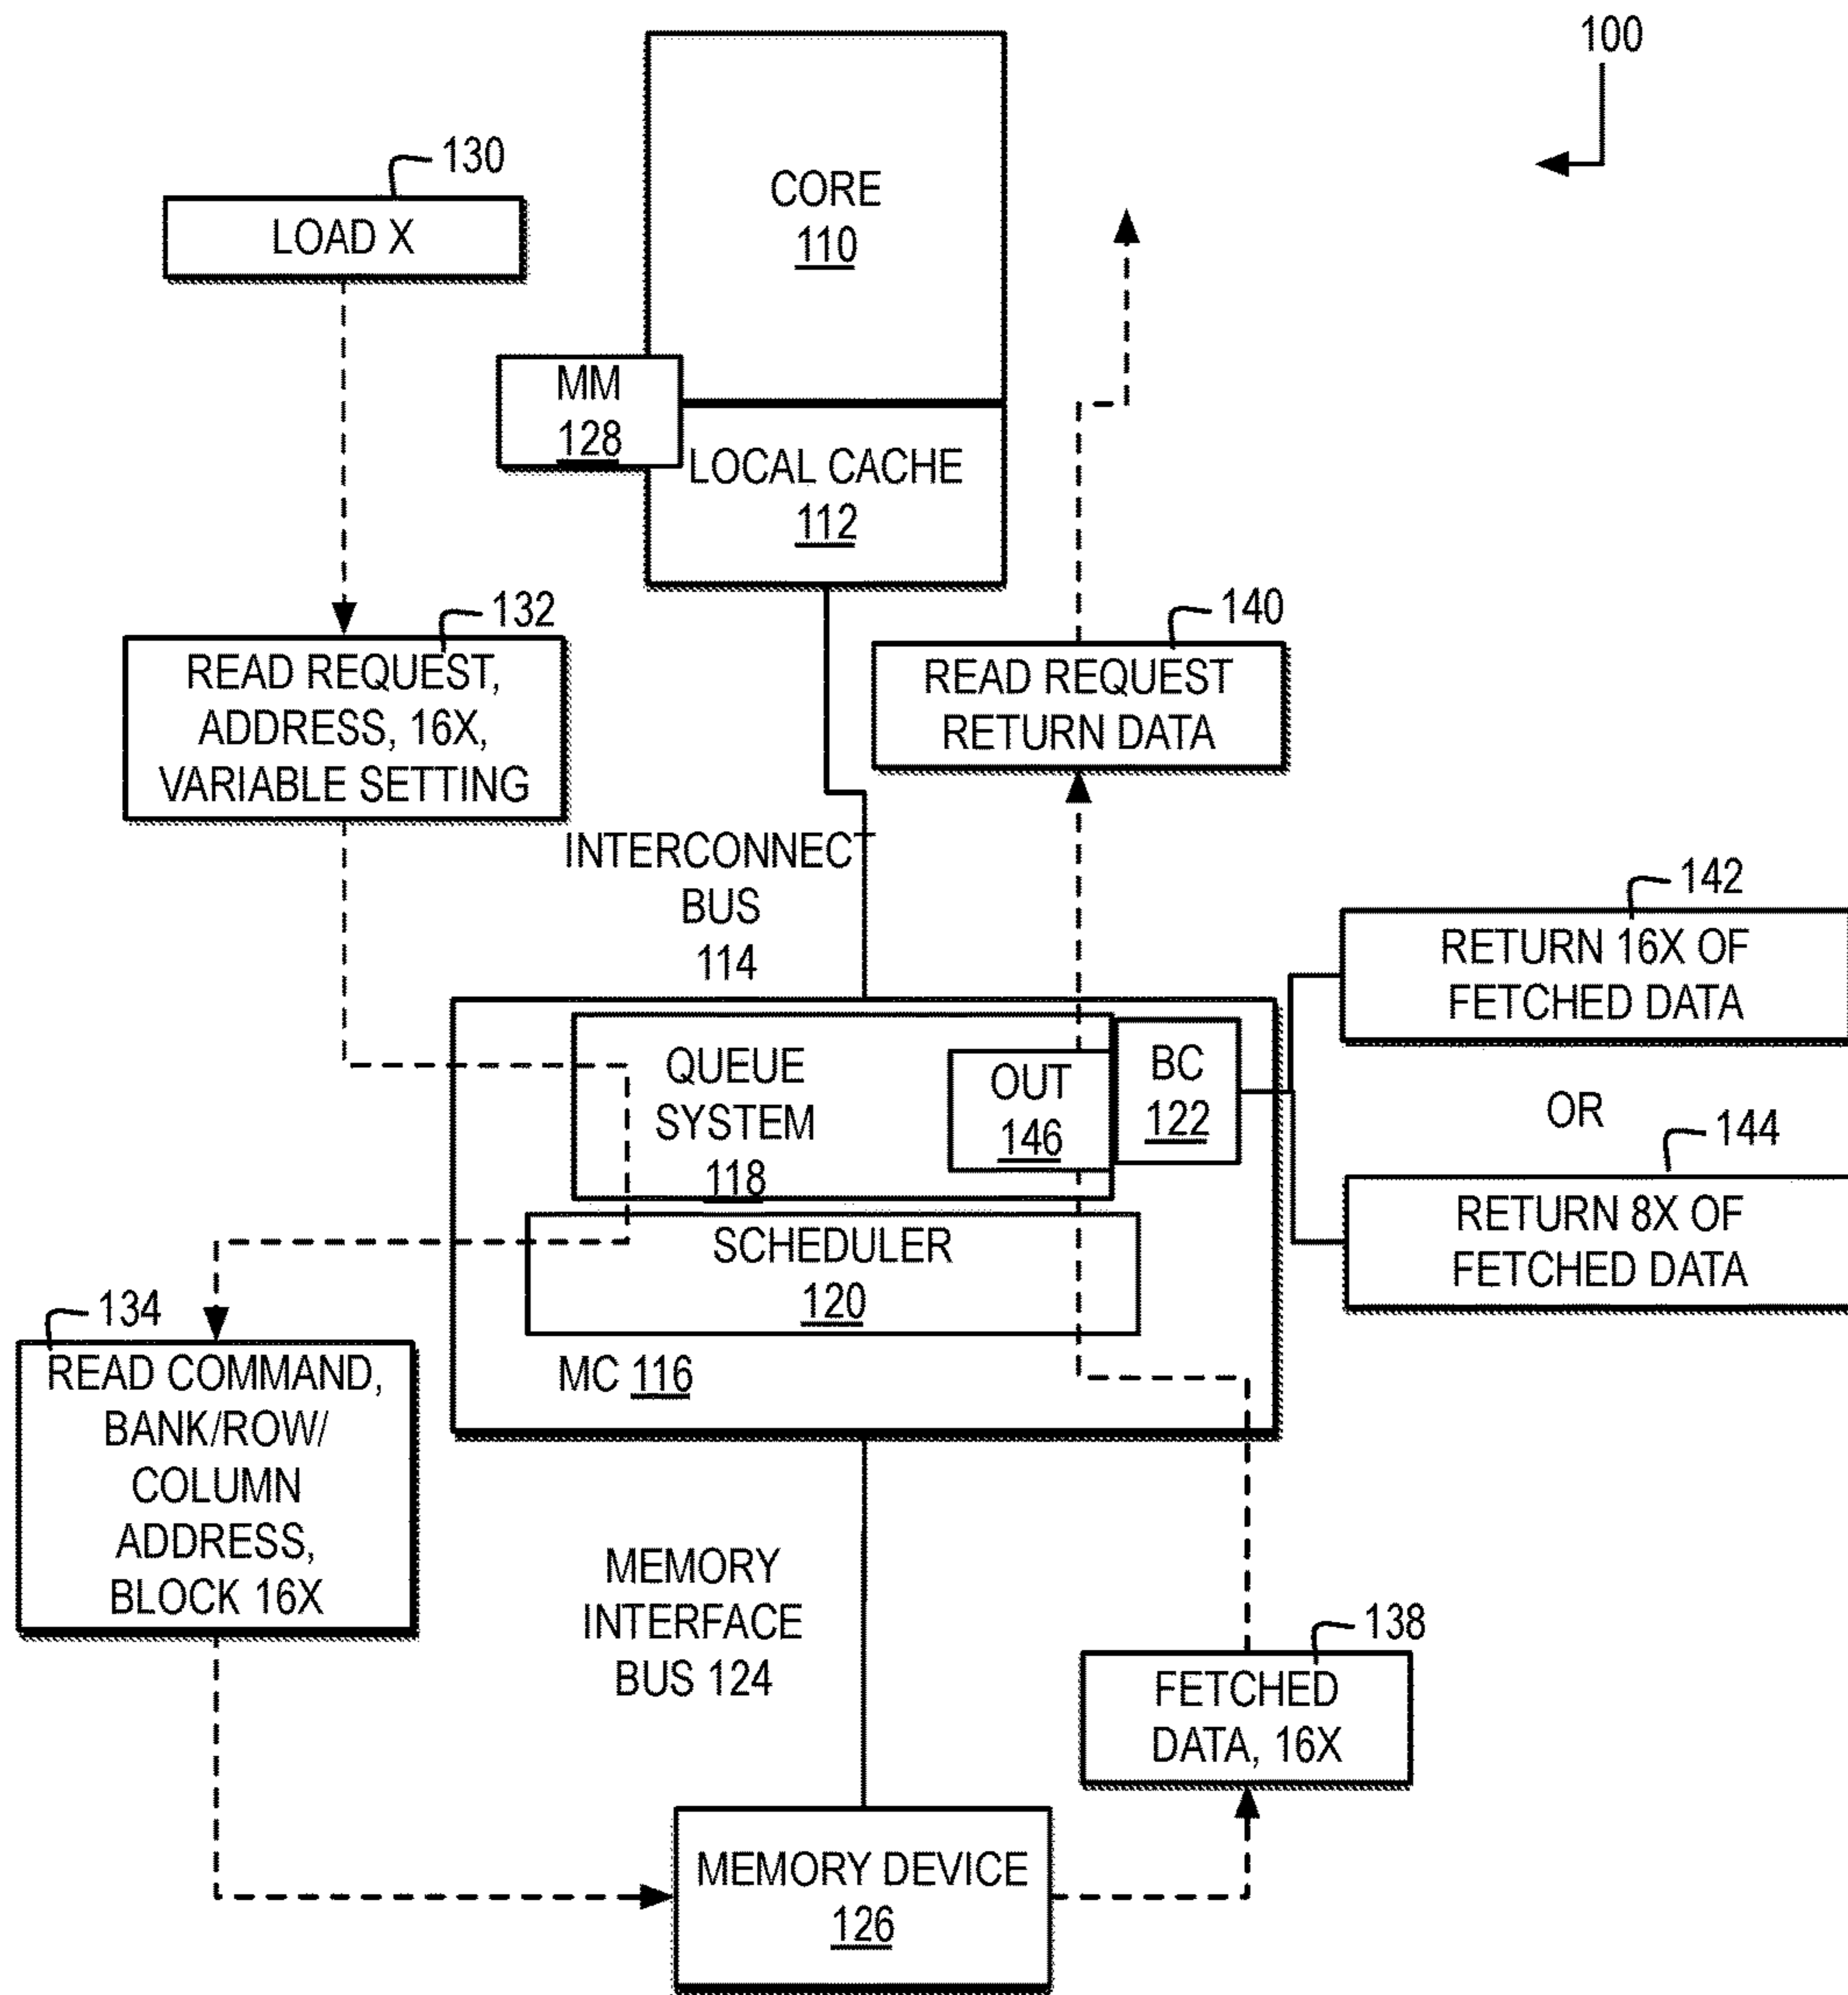 100
CORE
110
130
LOAD X
MM
128
LOCAL CACHE
112
132
READ REQUEST,
ADDRESS, 16X,
VARIABLE SETTING
140
READ REQUEST
RETURN DATA
INTERCONNECT
BUS
114
142
RETURN 16X OF
FETCHED DATA
QUEUE
SYSTEM
118
OUT
146
BC
122
OR
144
RETURN 8X OF
FETCHED DATA
SCHEDULER
120
MC 116
134
READ COMMAND,
BANK/ROW/
COLUMN
ADDRESS,
BLOCK 16X
MEMORY
INTERFACE
BUS 124
138
FETCHED
DATA, 16X
MEMORY DEVICE
126